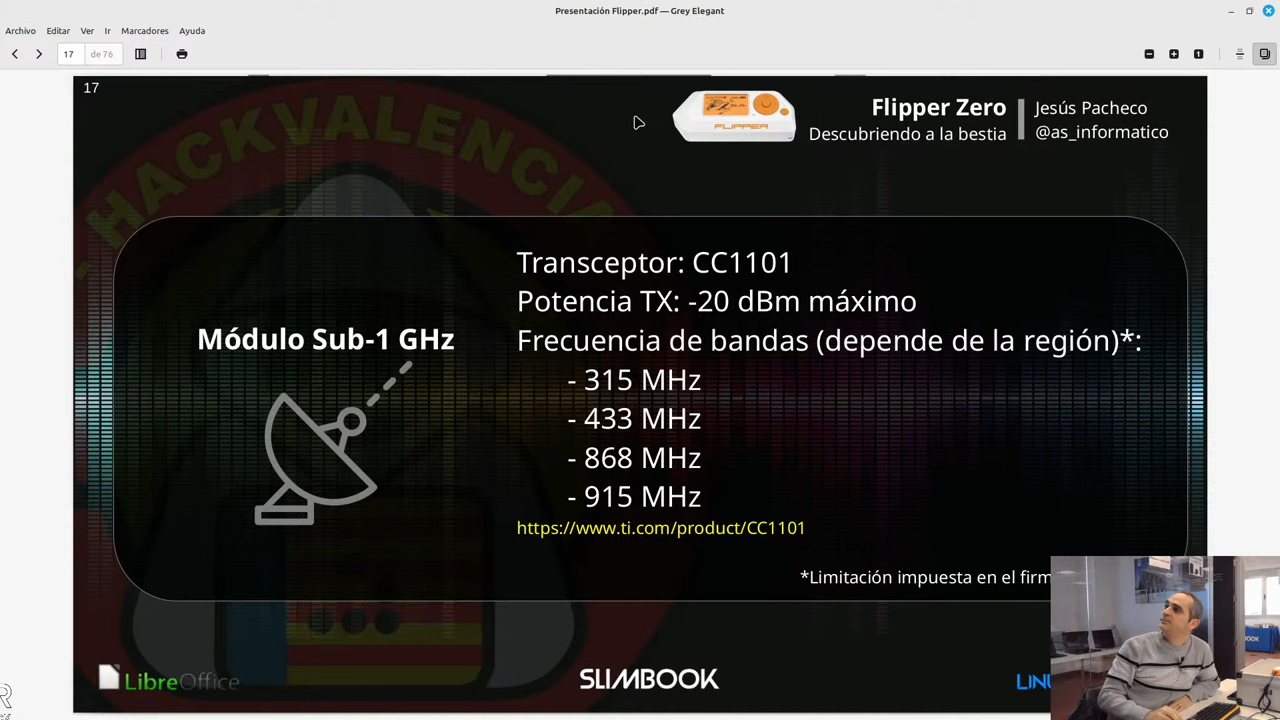 Presentación Flipper.pdf — Grey Elegant
Archivo Editar Ver Ir Marcadores Ayuda
17 de 76
17
HACKVALENCIA
FLIPPER
Flipper Zero
Descubriendo a la bestia
Jesús Pacheco
@as_informatico
Módulo Sub-1 GHz
Transceptor: CC1101
Potencia TX: -20 dBm máximo
Frecuencia de bandas (depende de la región)*:
- 315 MHz
- 433 MHz
- 868 MHz
- 915 MHz
https://www.ti.com/product/CC1101
*Limitación impuesta en el firm
LibreOffice
SLIMBOOK
LINU